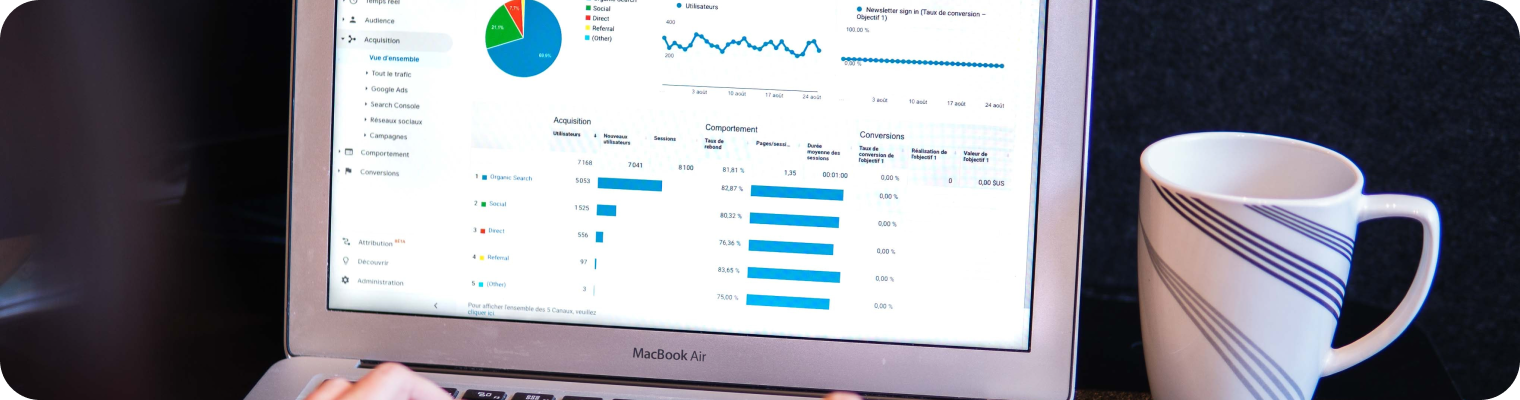 Temps réel
Audience
Acquisition
Vue d'ensemble
Tout le trafic
Google Ads
Search Console
Réseaux sociaux
Campagnes
Comportement
Conversions
Attribution BETA
Découvrir
Administration
7,7%
21,1%
69,9%
Organic Search
Social
Direct
Referral
(Other)
Utilisateurs
400
200
3 août 10 août 17 août 24 août
Newsletter sign in (Taux de conversion –
Objectif 1)
100,00 %
0,00 %
3 août 10 août 17 août 24 août
Acquisition Comportement Conversions
Utilisateurs Nouveaux utilisateurs Sessions Taux de rebond Pages/sessi... Durée moyenne des sessions Taux de conversion de l'objectif 1 Réalisation de l'objectif 1 Valeur de l'objectif 1
7 168 7 041 8 100 81,81 % 1,35 00:01:00 0,00 % 0 0,00 $US
1 Organic Search 5 053 82,87 % 0,00 %
2 Social 1 525 80,32 % 0,00 %
3 Direct 556 76,36 % 0,00 %
4 Referral 97 83,65 % 0,00 %
5 (Other) 3 75,00 % 0,00 %
Pour afficher l'ensemble des 5 Canaux, veuillez
cliquer ici
MacBook Air